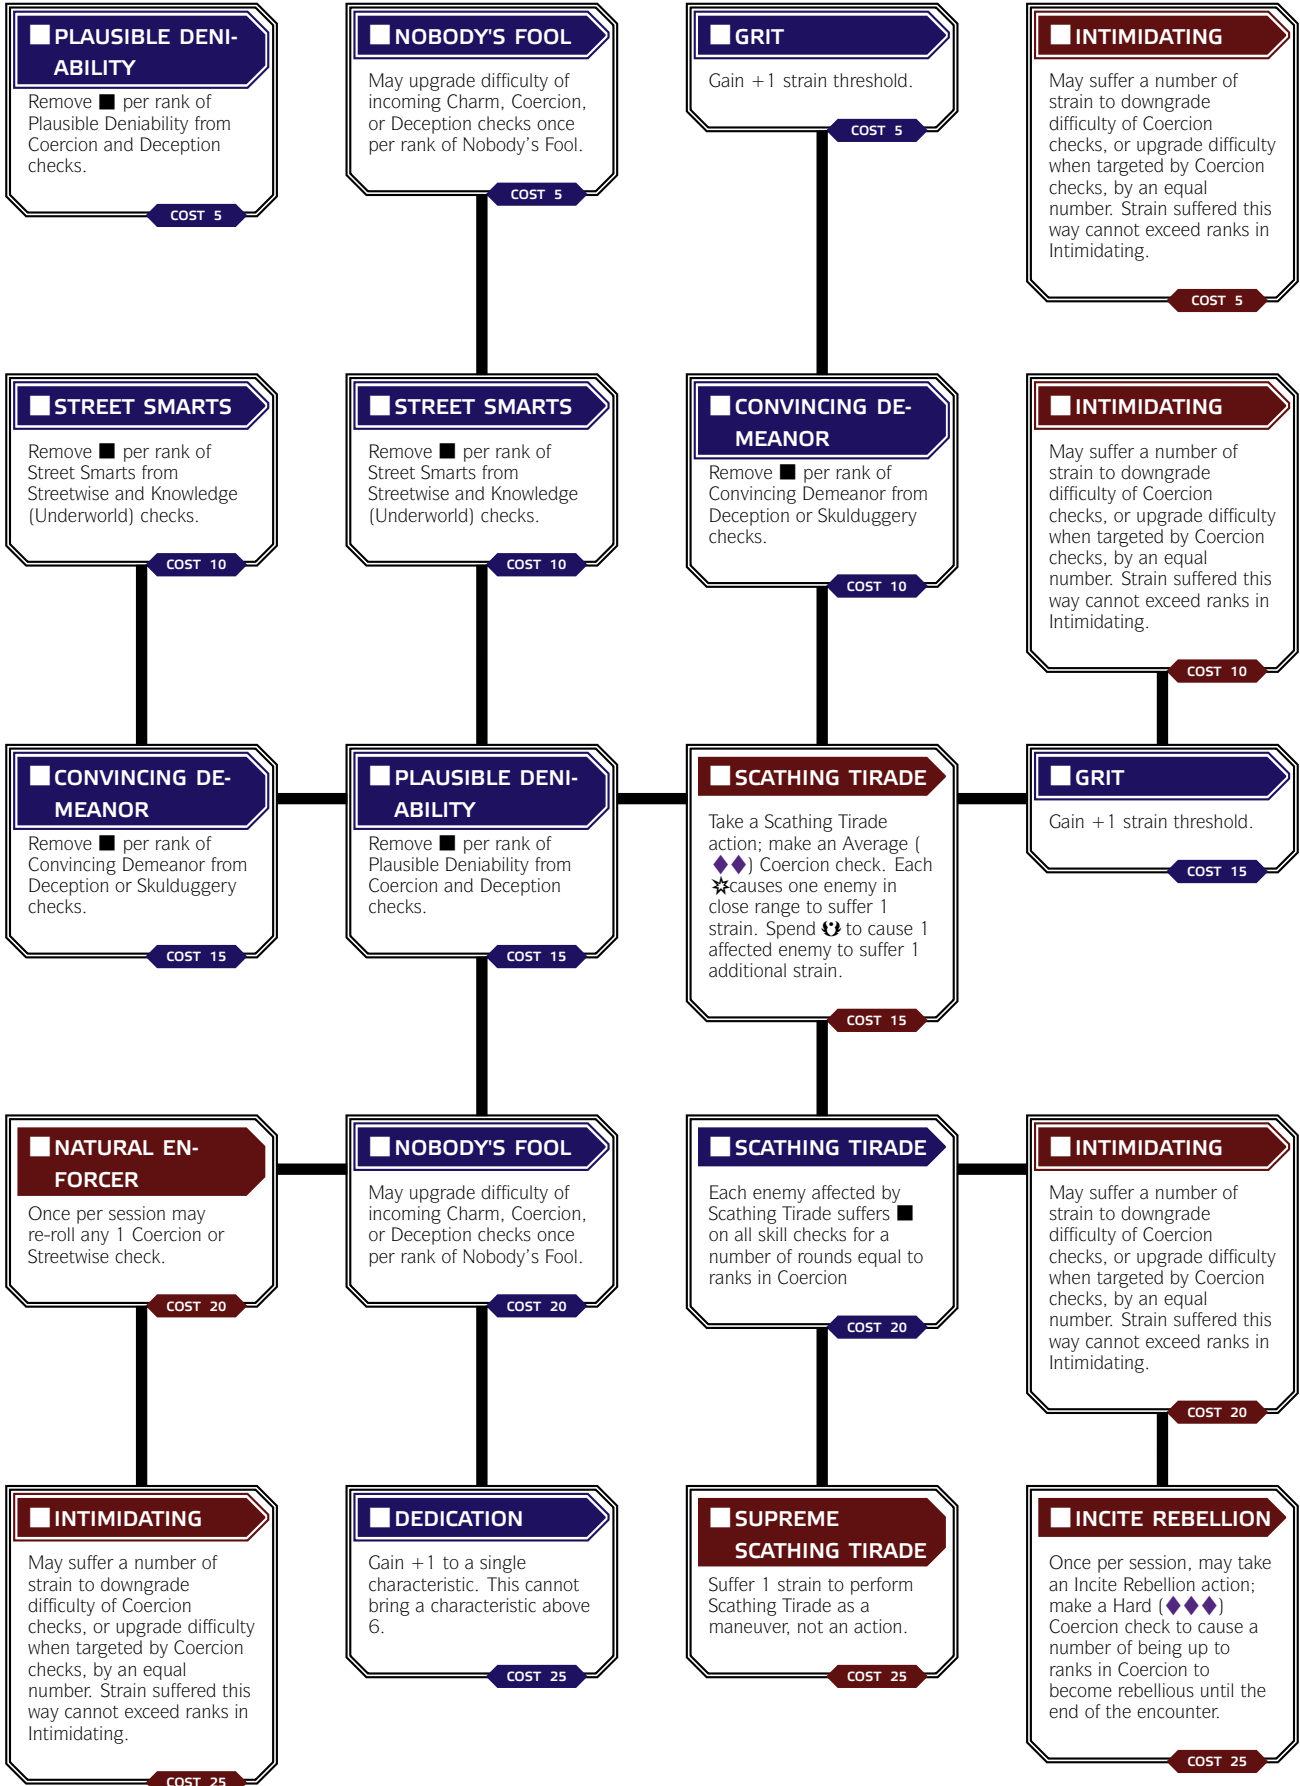 PLAUSIBLE DENI-
ABILITY
Remove ■ per rank of
Plausible Deniability from
Coercion and Deception
checks.
COST 5
NOBODY'S FOOL
May upgrade difficulty of
incoming Charm, Coercion,
or Deception checks once
per rank of Nobody's Fool.
COST 5
GRIT
Gain +1 strain threshold.
COST 5
INTIMIDATING
May suffer a number of
strain to downgrade
difficulty of Coercion
checks, or upgrade difficulty
when targeted by Coercion
checks, by an equal
number. Strain suffered this
way cannot exceed ranks in
Intimidating.
COST 5
STREET SMARTS
Remove ■ per rank of
Street Smarts from
Streetwise and Knowledge
(Underworld) checks.
COST 10
STREET SMARTS
Remove ■ per rank of
Street Smarts from
Streetwise and Knowledge
(Underworld) checks.
COST 10
CONVINCING DE-
MEANOR
Remove ■ per rank of
Convincing Demeanor from
Deception or Skulduggery
checks.
COST 10
INTIMIDATING
May suffer a number of
strain to downgrade
difficulty of Coercion
checks, or upgrade difficulty
when targeted by Coercion
checks, by an equal
number. Strain suffered this
way cannot exceed ranks in
Intimidating.
COST 10
CONVINCING DE-
MEANOR
Remove ■ per rank of
Convincing Demeanor from
Deception or Skulduggery
checks.
COST 15
PLAUSIBLE DENI-
ABILITY
Remove ■ per rank of
Plausible Deniability from
Coercion and Deception
checks.
COST 15
SCATHING TIRADE
Take a Scathing Tirade
action; make an Average (
◆◆) Coercion check. Each
causes one enemy in
close range to suffer 1
strain. Spend to cause 1
affected enemy to suffer 1
additional strain.
COST 15
GRIT
Gain +1 strain threshold.
COST 15
NATURAL EN-
FORCER
Once per session may
re-roll any 1 Coercion or
Streetwise check.
COST 20
NOBODY'S FOOL
May upgrade difficulty of
incoming Charm, Coercion,
or Deception checks once
per rank of Nobody's Fool.
COST 20
SCATHING TIRADE
Each enemy affected by
Scathing Tirade suffers ■
on all skill checks for a
number of rounds equal to
ranks in Coercion
COST 20
INTIMIDATING
May suffer a number of
strain to downgrade
difficulty of Coercion
checks, or upgrade difficulty
when targeted by Coercion
checks, by an equal
number. Strain suffered this
way cannot exceed ranks in
Intimidating.
COST 20
INTIMIDATING
May suffer a number of
strain to downgrade
difficulty of Coercion
checks, or upgrade difficulty
when targeted by Coercion
checks, by an equal
number. Strain suffered this
way cannot exceed ranks in
Intimidating.
COST 25
DEDICATION
Gain +1 to a single
characteristic. This cannot
bring a characteristic above
6.
COST 25
SUPREME
SCATHING TIRADE
Suffer 1 strain to perform
Scathing Tirade as a
maneuver, not an action.
COST 25
INCITE REBELLION
Once per session, may take
an Incite Rebellion action;
make a Hard (◆◆◆)
Coercion check to cause a
number of being up to
ranks in Coercion to
become rebellious until the
end of the encounter.
COST 25